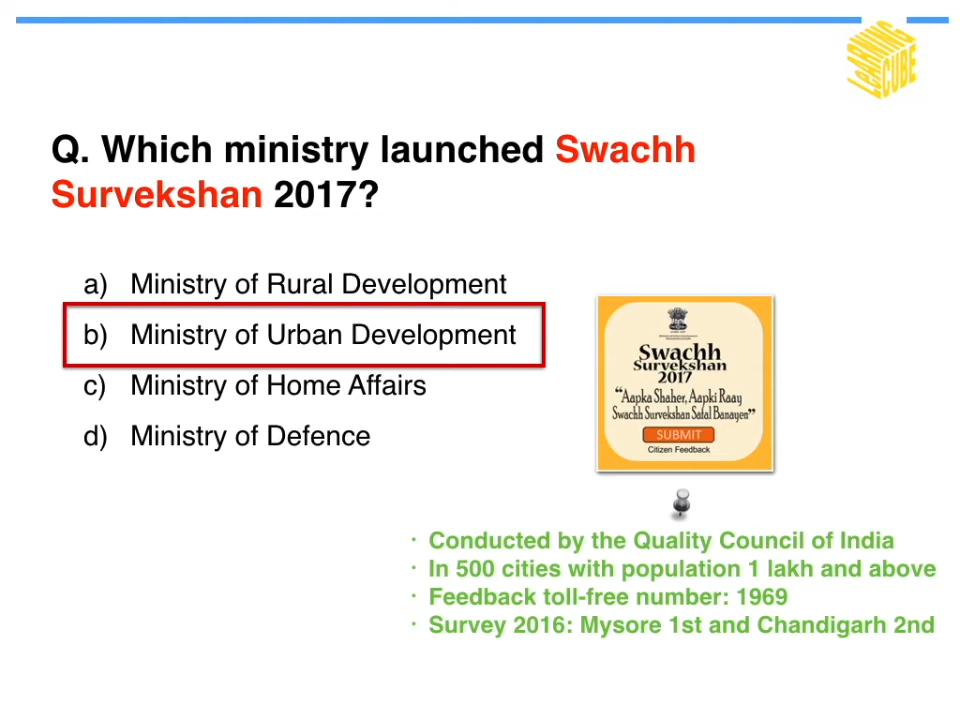 LEARNING
CUBE
Q. Which ministry launched Swachh
Survekshan 2017?
a) Ministry of Rural Development
b) Ministry of Urban Development
c) Ministry of Home Affairs
d) Ministry of Defence
Swachh
Survekshan
2017
“Aapka Shaher, Aapki Raay
Swachh Survekshan Safal Banayen”
SUBMIT
Citizen Feedback
· Conducted by the Quality Council of India
· In 500 cities with population 1 lakh and above
· Feedback toll-free number: 1969
· Survey 2016: Mysore 1st and Chandigarh 2nd